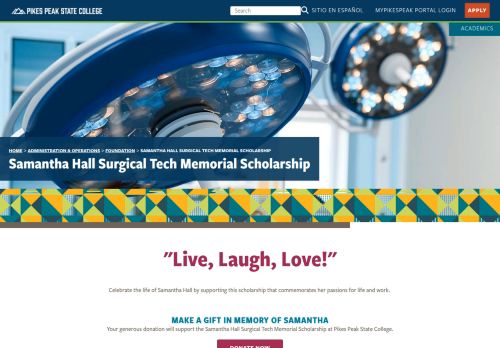 PIKES PEAK STATE COLLEGE
Search
SITIO EN ESPAÑOL
MYPIKESPEAK PORTAL LOGIN
APPLY
ACADEMICS
HOME > ADMINISTRATION & OPERATIONS > FOUNDATION > SAMANTHA HALL SURGICAL TECH MEMORIAL SCHOLARSHIP
Samantha Hall Surgical Tech Memorial Scholarship
"Live, Laugh, Love!"
Celebrate the life of Samantha Hall by supporting this scholarship that commemorates her passions for life and work.
MAKE A GIFT IN MEMORY OF SAMANTHA
Your generous donation will support the Samantha Hall Surgical Tech Memorial Scholarship at Pikes Peak State College.
DONATE NOW